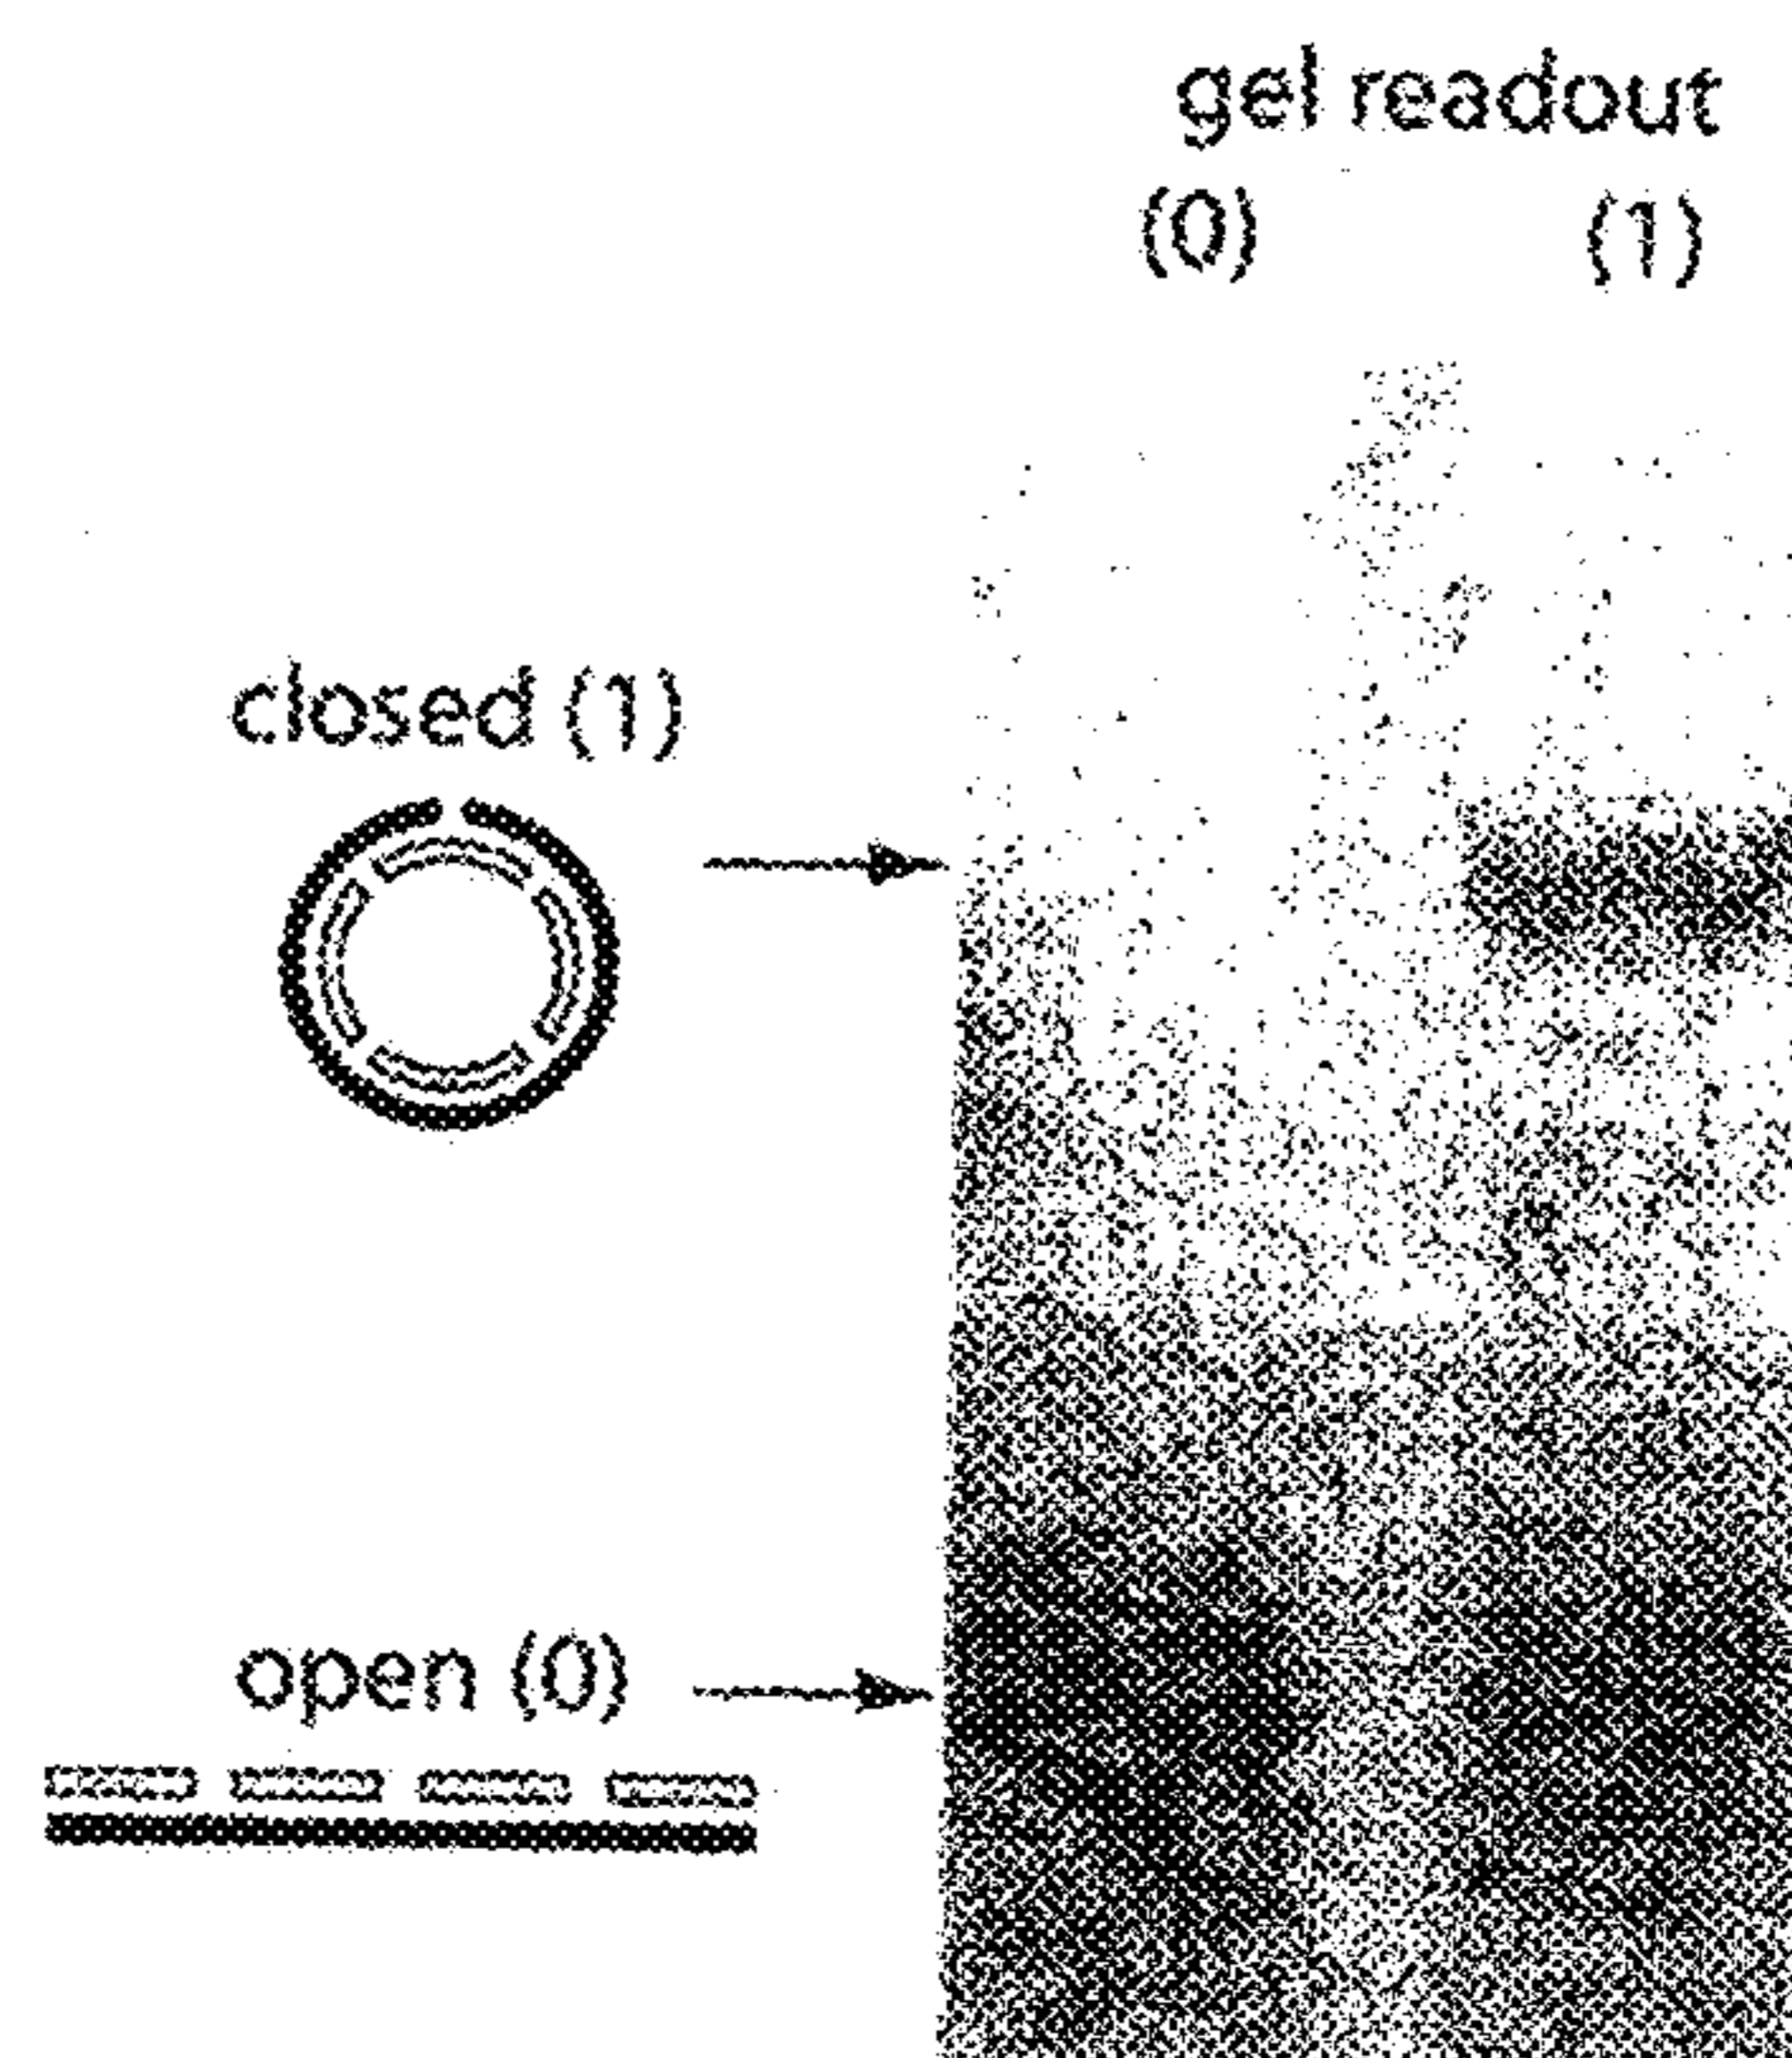 gel readout
(0) (1)
closed (1)
open (0)